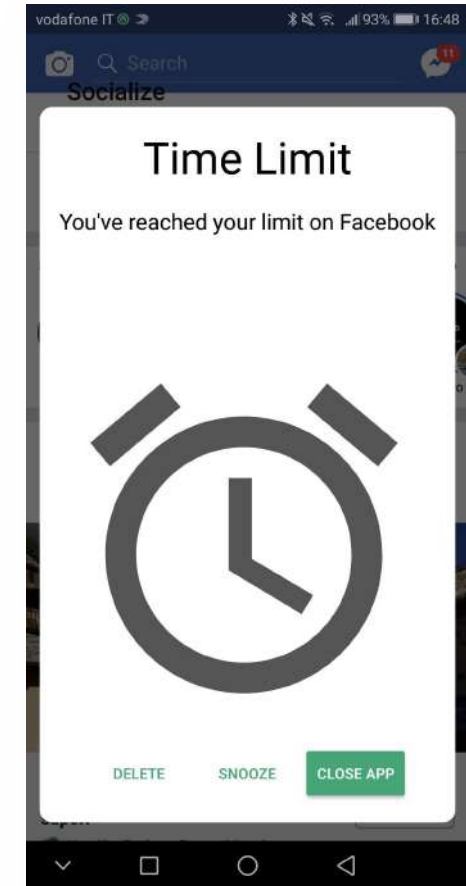 vodafone IT 93% 16:48
Search 11
Socialize
Time Limit
You've reached your limit on Facebook
DELETE SNOOZE CLOSE APP